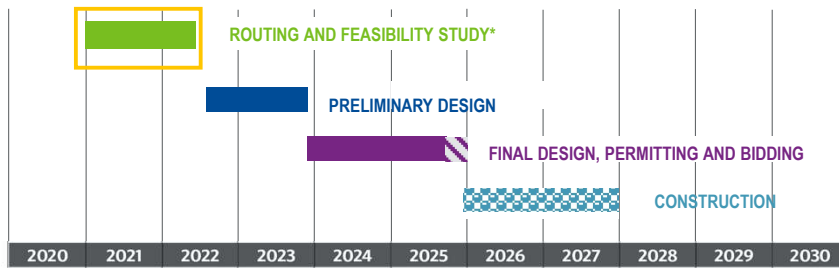 ROUTING AND FEASIBILITY STUDY*
PRELIMINARY DESIGN
FINAL DESIGN, PERMITTING AND BIDDING
CONSTRUCTION
2020 2021 2022 2023 2024 2025 2026 2027 2028 2029 2030